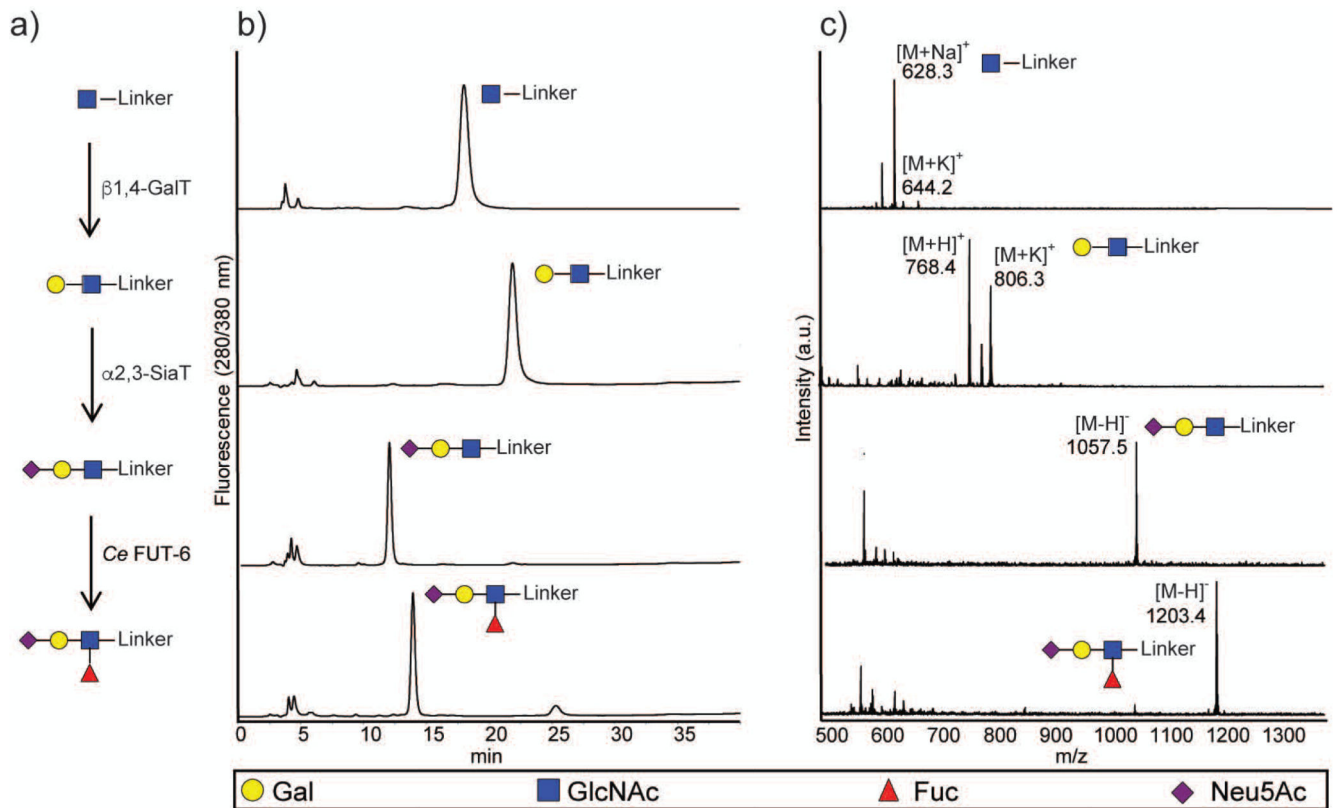 a)
—Linker
β1,4-GalT
—Linker
α2,3-SiaT
—Linker
Ce FUT-6
—Linker
b)
Fluorescence (280/380 nm)
—Linker
—Linker
—Linker
—Linker
0 5 10 15 20 25 30 35
min
c)
Intensity (a.u.)
[M+Na]+
628.3
—Linker
[M+K]+
644.2
[M+H]+
768.4
[M+K]+
806.3
—Linker
[M-H]-
1057.5
—Linker
[M-H]-
1203.4
—Linker
500 600 700 800 900 1000 1100 1200 1300
m/z
Gal GlcNAc Fuc Neu5Ac